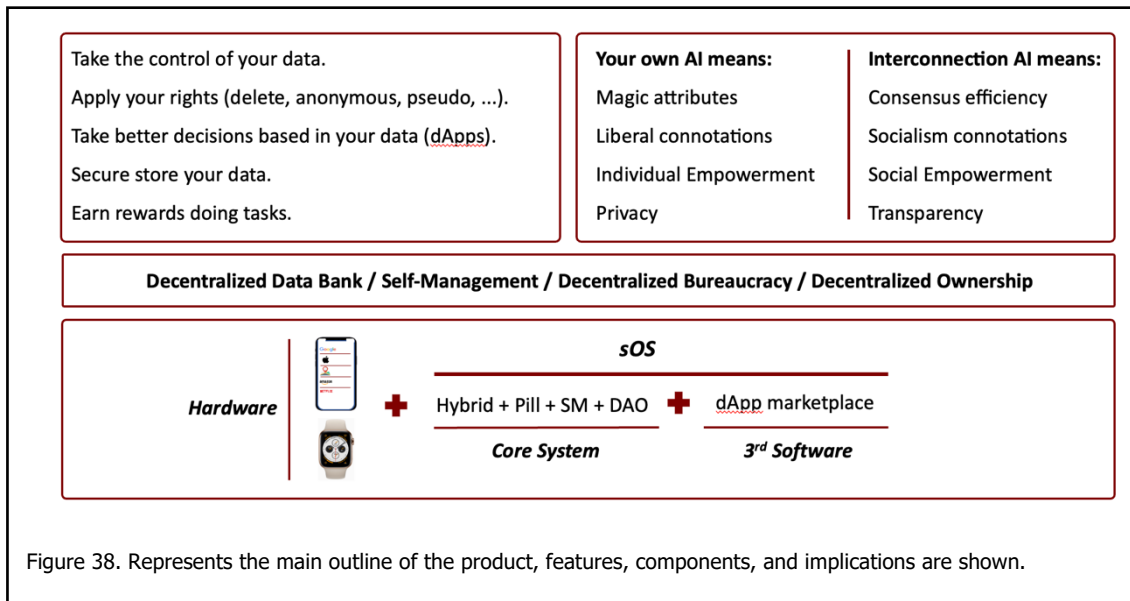 Take the control of your data.
Apply your rights (delete, anonymous, pseudo, ...).
Take better decisions based in your data (dApps).
Secure store your data.
Earn rewards doing tasks.
Your own AI means:
Magic attributes
Liberal connotations
Individual Empowerment
Privacy
Interconnection AI means:
Consensus efficiency
Socialism connotations
Social Empowerment
Transparency
Decentralized Data Bank / Self-Management / Decentralized Bureaucracy / Decentralized Ownership
Hardware
Google
amazon
NETFLIX
sOS
Hybrid + Pill + SM + DAO
dApp marketplace
Core System
3rd Software
Figure 38. Represents the main outline of the product, features, components, and implications are shown.